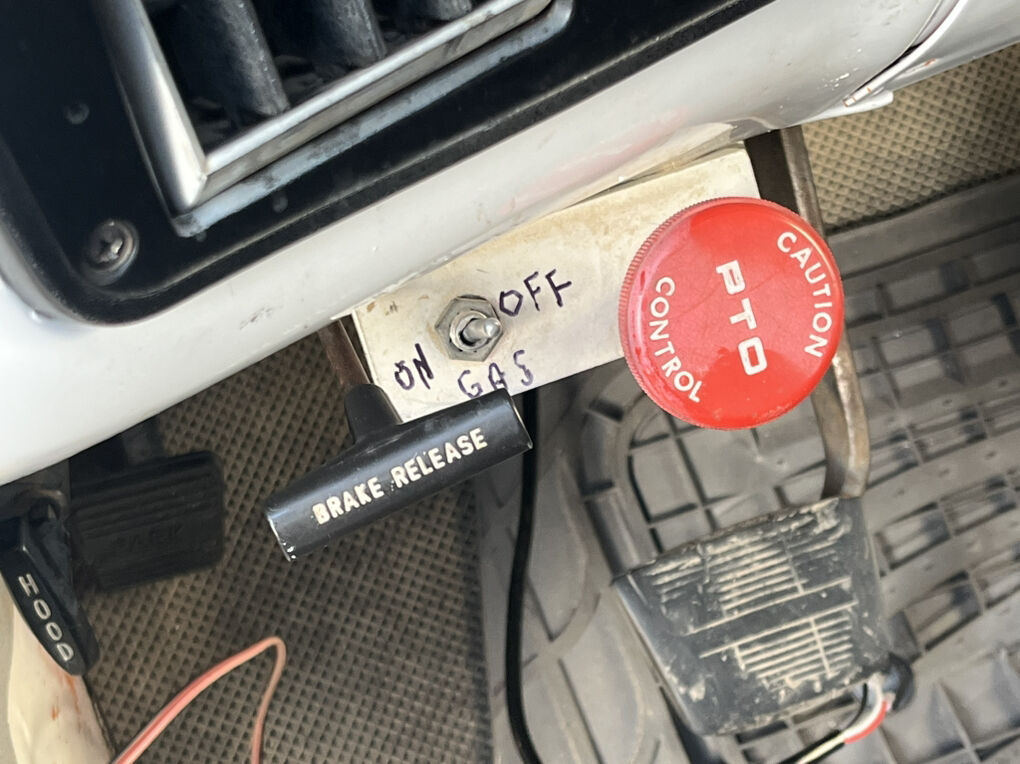 OFF
ON
GAS
CAUTION
PTO
CONTROL
BRAKE RELEASE
HOOD